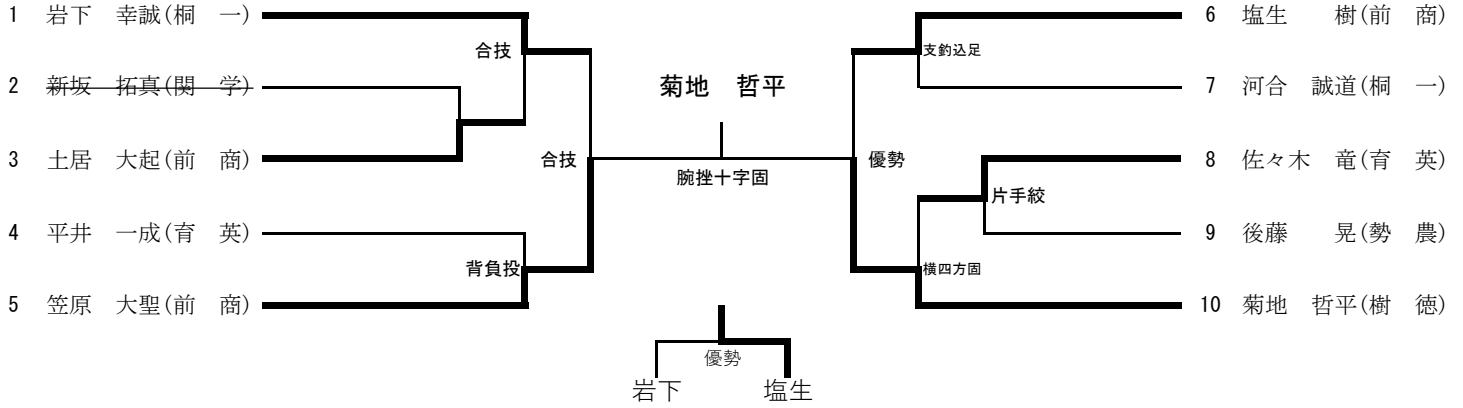 1 岩下 幸誠(桐 一)
2 新坂 拓真(関 学)
3 土居 大起(前 商)
4 平井 一成(育 英)
5 笠原 大聖(前 商)
合技
合技
背負投
菊地 哲平
腕挫十字固
優勢
岩下 塩生
支釣込足
優勢
片手絞
横四方固
6 塩生 樹(前 商)
7 河合 誠道(桐 一)
8 佐々木 竜(育 英)
9 後藤 晃(勢 農)
10 菊地 哲平(樹 徳)